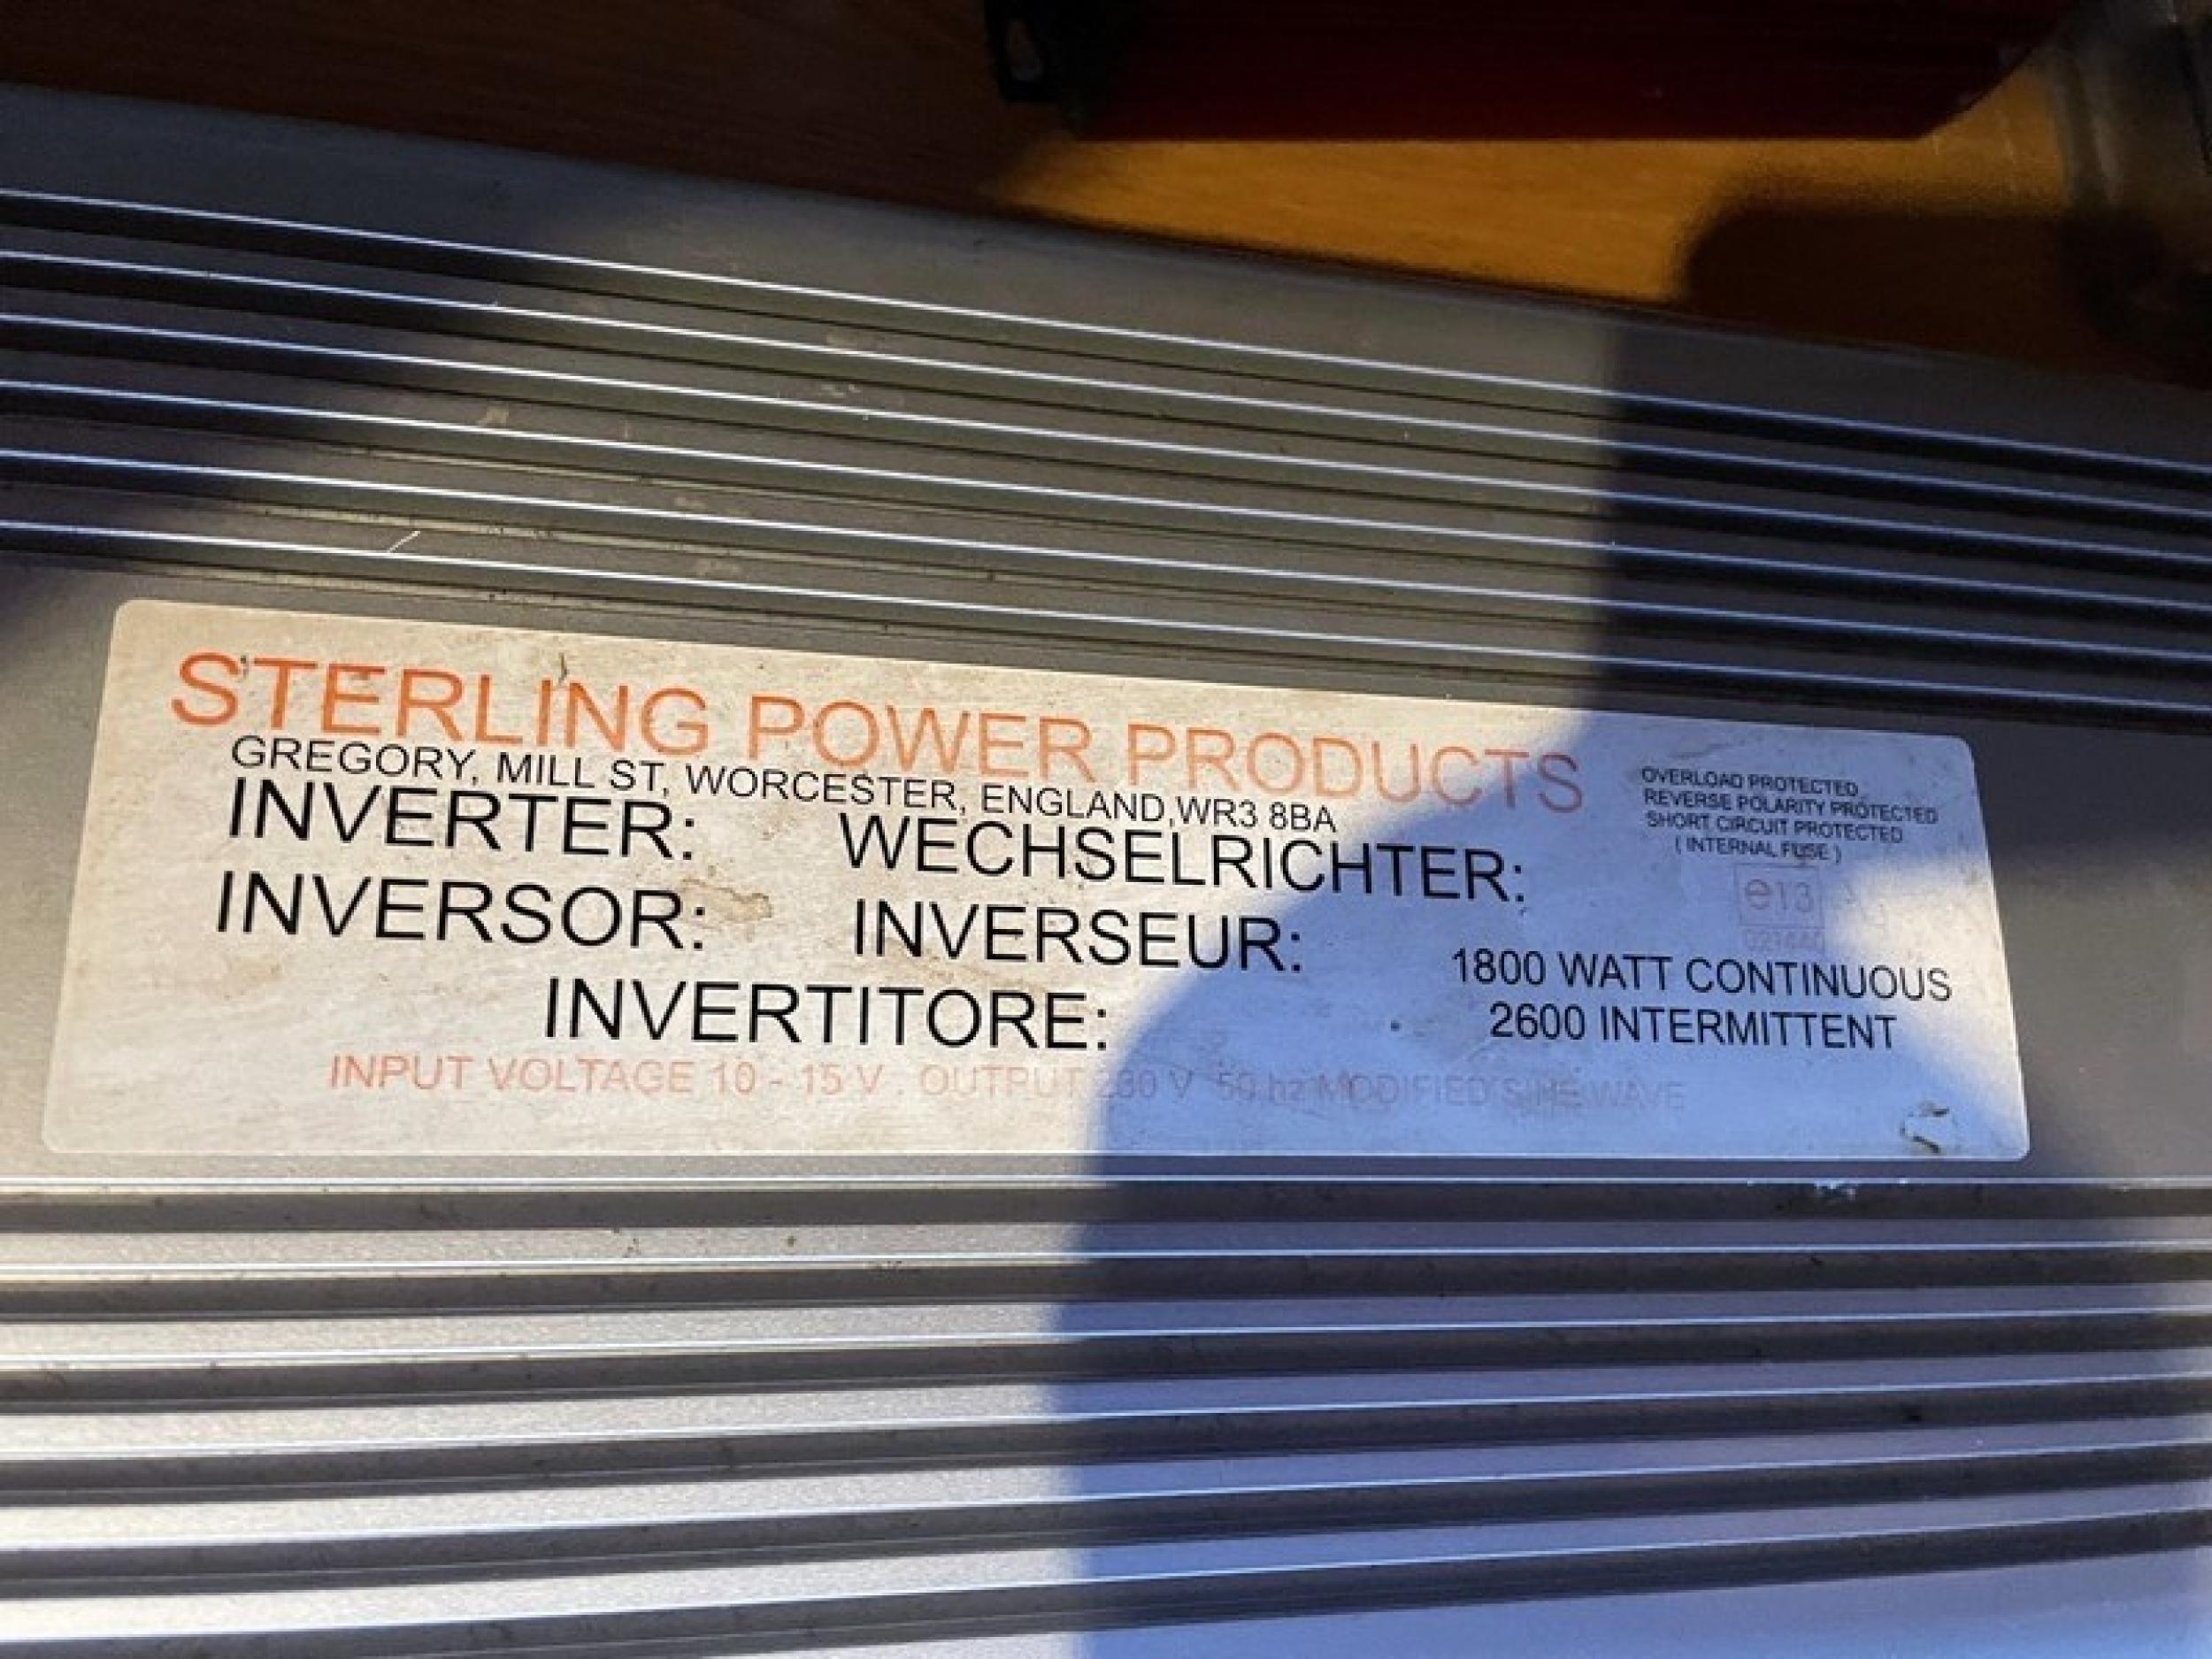 STERLING POWER PRODUCTS
GREGORY, MILL ST, WORCESTER, ENGLAND,WR3 8BA
INVERTER: WECHSELRICHTER:
INVERSOR: INVERSEUR:
INVERTITORE:
INPUT VOLTAGE 10 - 15 V . OUTPUT 230 V 50 hz MODIFIED SINE WAVE
OVERLOAD PROTECTED
REVERSE POLARITY PROTECTED
SHORT CIRCUIT PROTECTED
( INTERNAL FUSE )
e13
1800 WATT CONTINUOUS
2600 INTERMITTENT